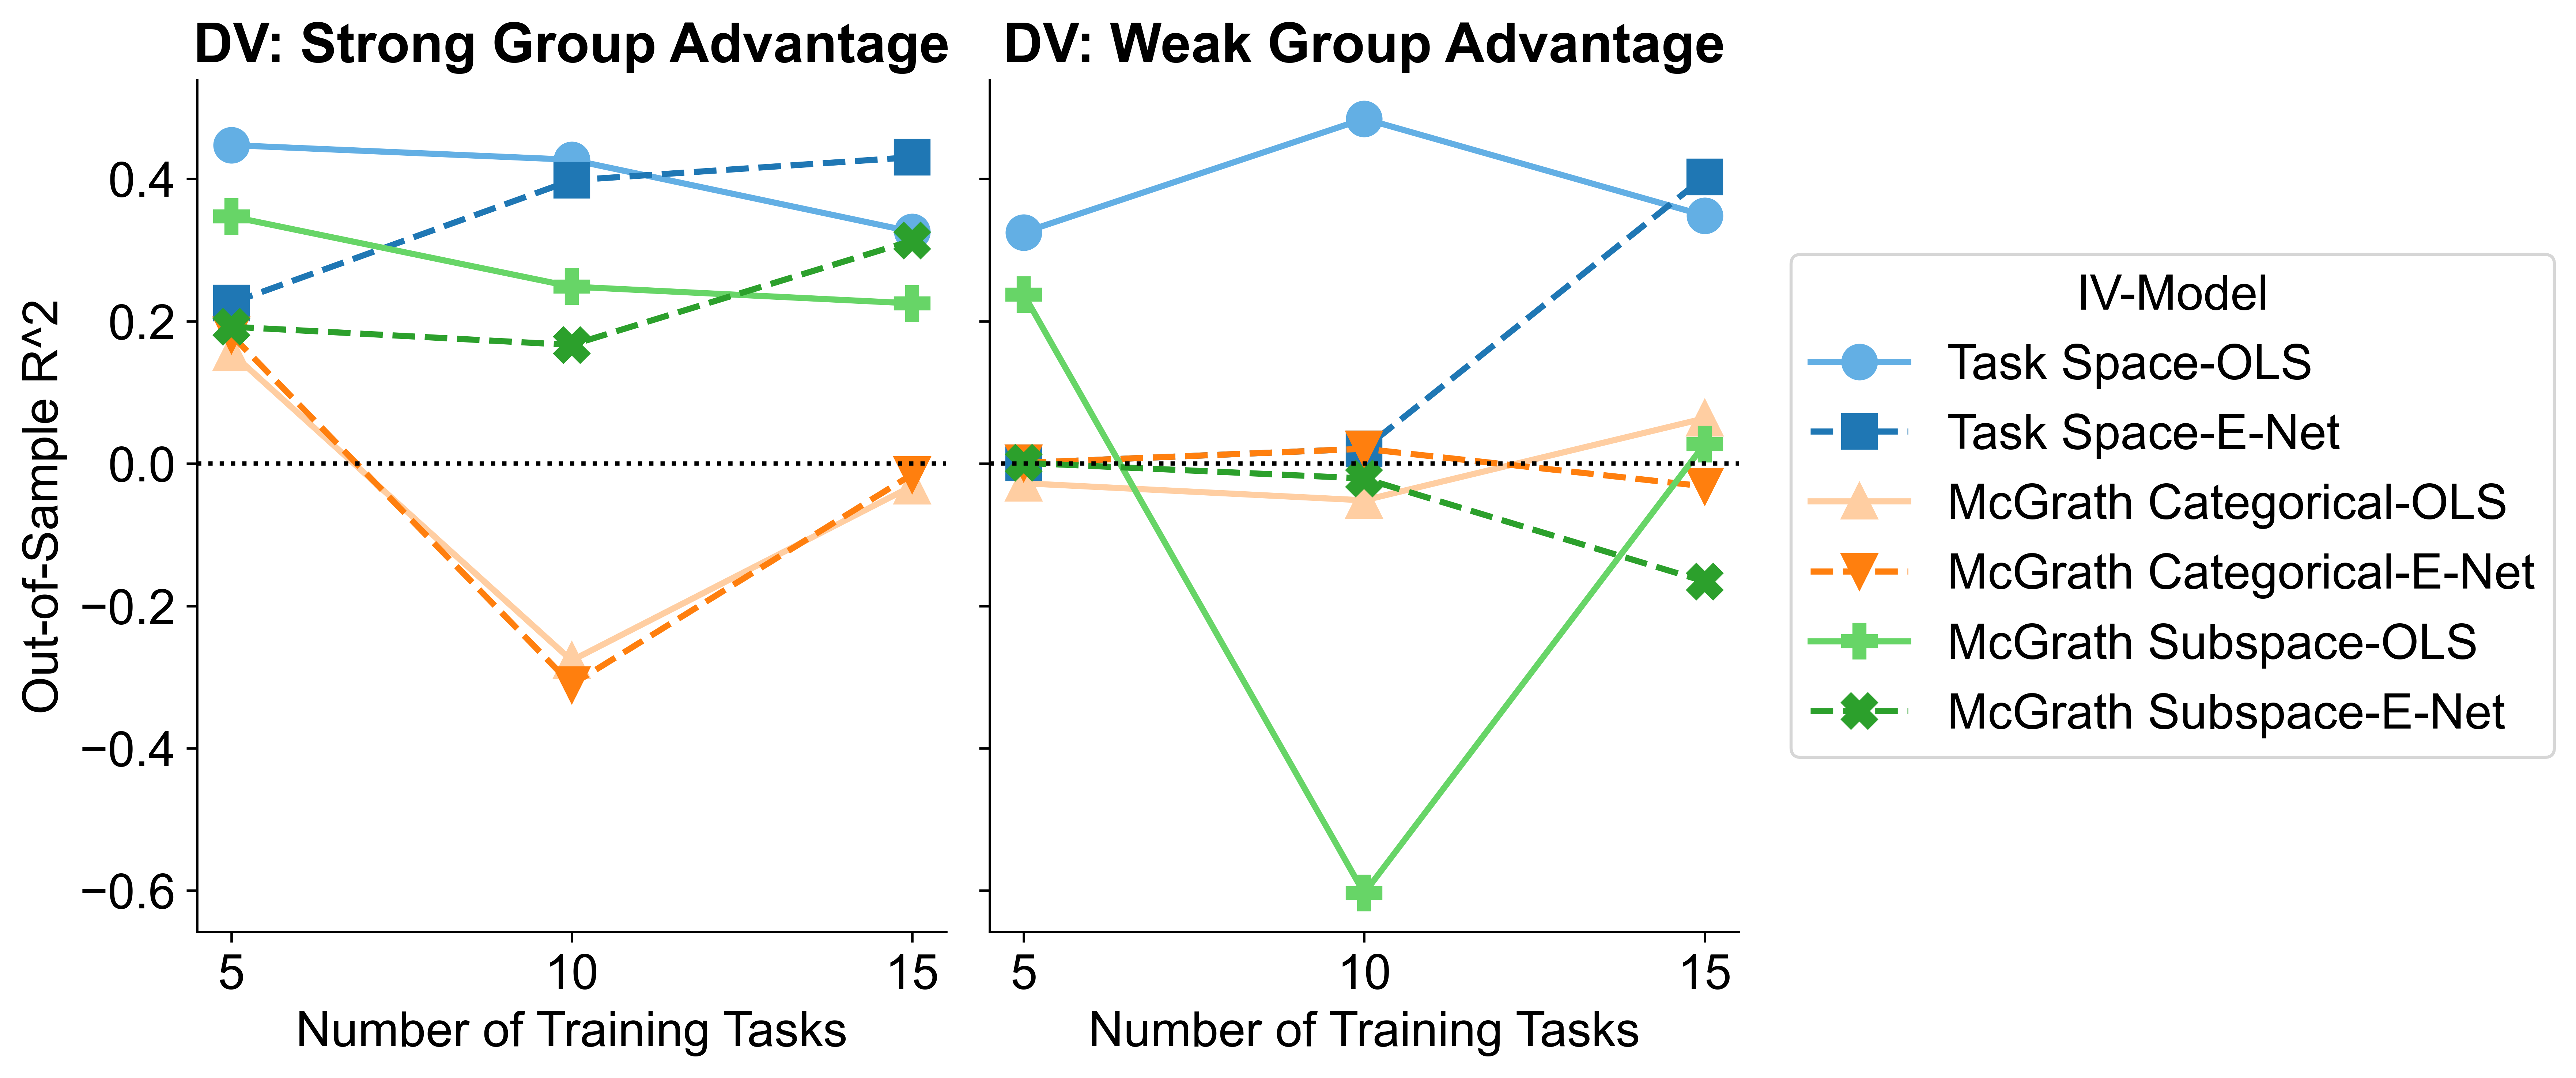 DV: Strong Group Advantage
DV: Weak Group Advantage
Out-of-Sample R^2
0.4
0.2
0.0
−0.2
−0.4
−0.6
5 10 15
5 10 15
Number of Training Tasks
Number of Training Tasks
IV-Model
Task Space-OLS
Task Space-E-Net
McGrath Categorical-OLS
McGrath Categorical-E-Net
McGrath Subspace-OLS
McGrath Subspace-E-Net